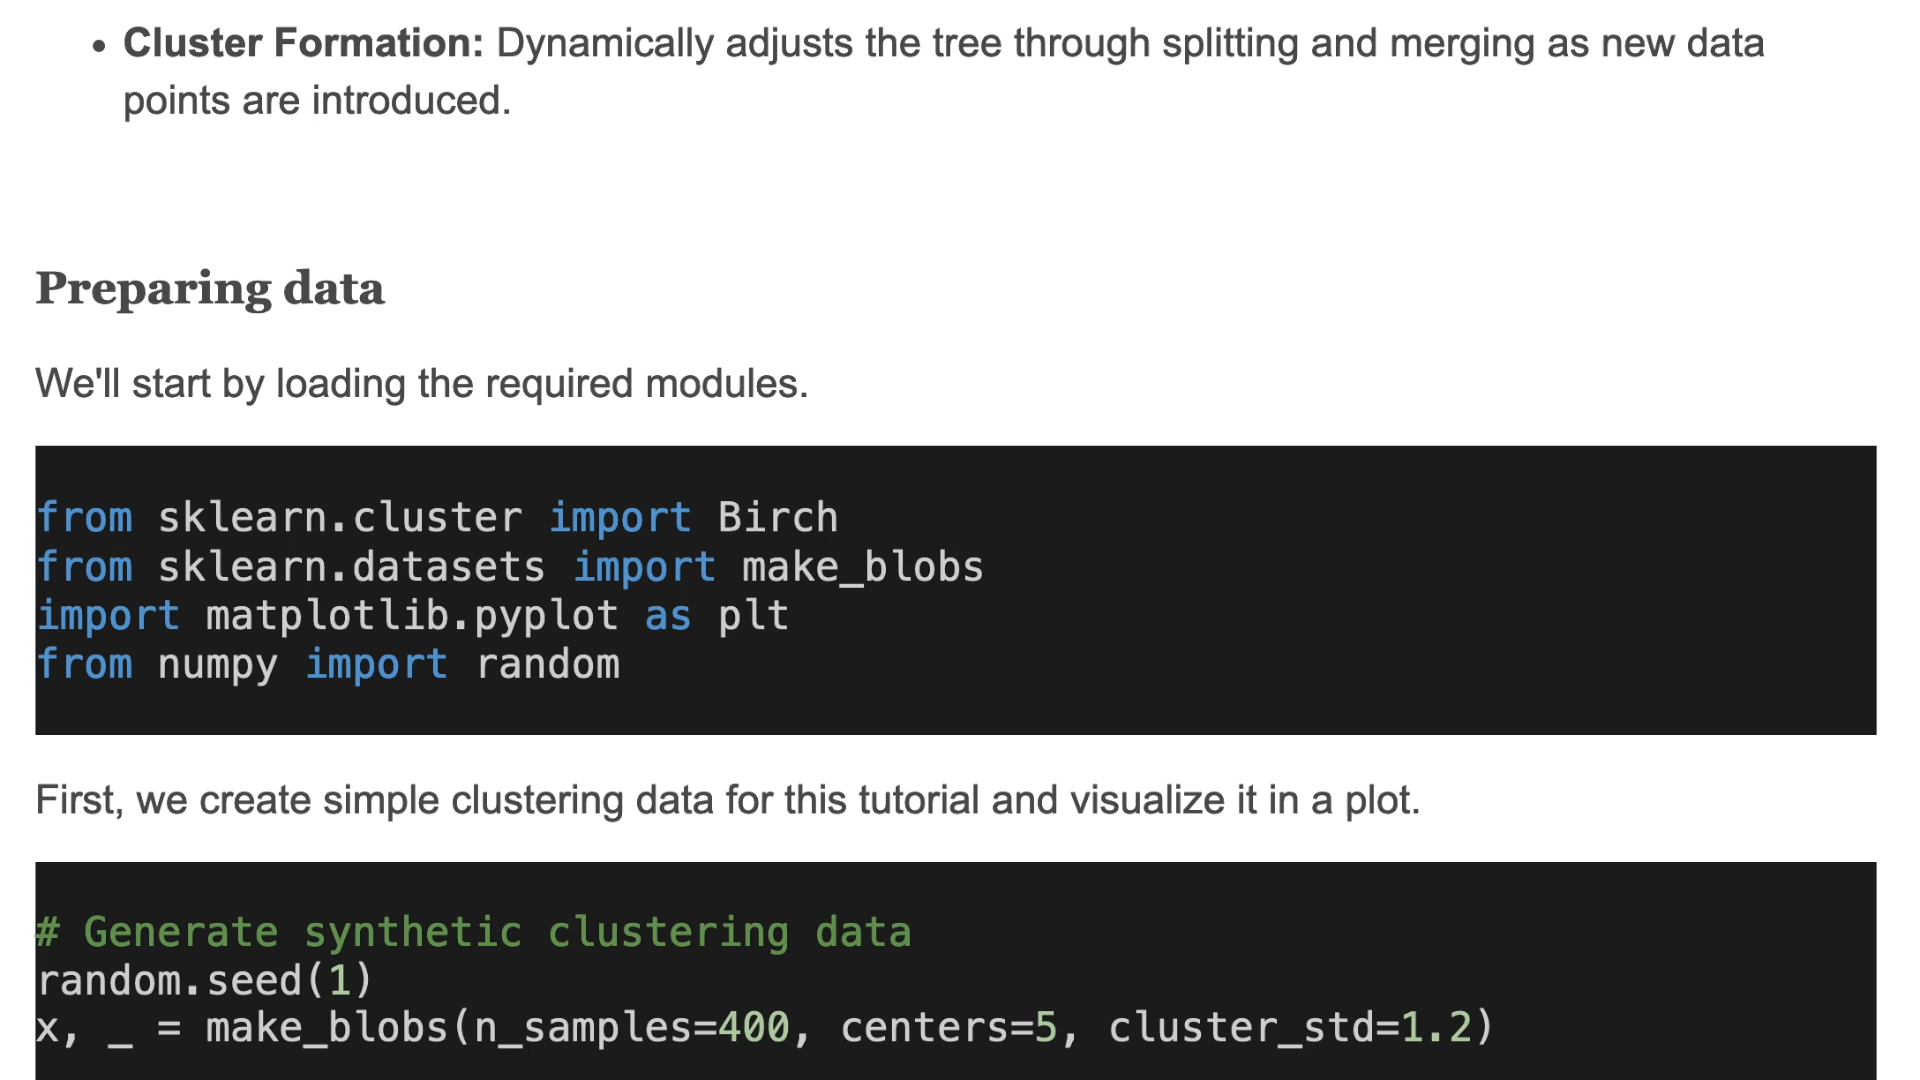 • Cluster Formation: Dynamically adjusts the tree through splitting and merging as new data
points are introduced.
Preparing data
We'll start by loading the required modules.
from sklearn.cluster import Birch
from sklearn.datasets import make_blobs
import matplotlib.pyplot as plt
from numpy import random
First, we create simple clustering data for this tutorial and visualize it in a plot.
# Generate synthetic clustering data
random.seed(1)
x, _ = make_blobs(n_samples=400, centers=5, cluster_std=1.2)